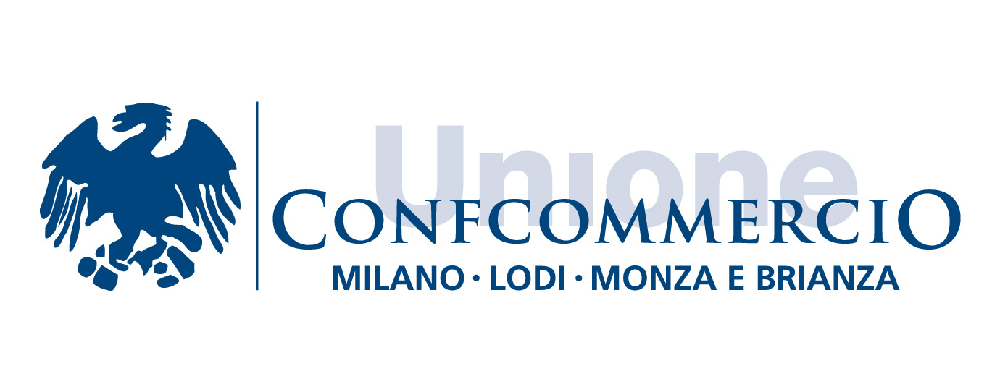 Unione
CONFCOMMERCIO
MILANO • LODI • MONZA E BRIANZA